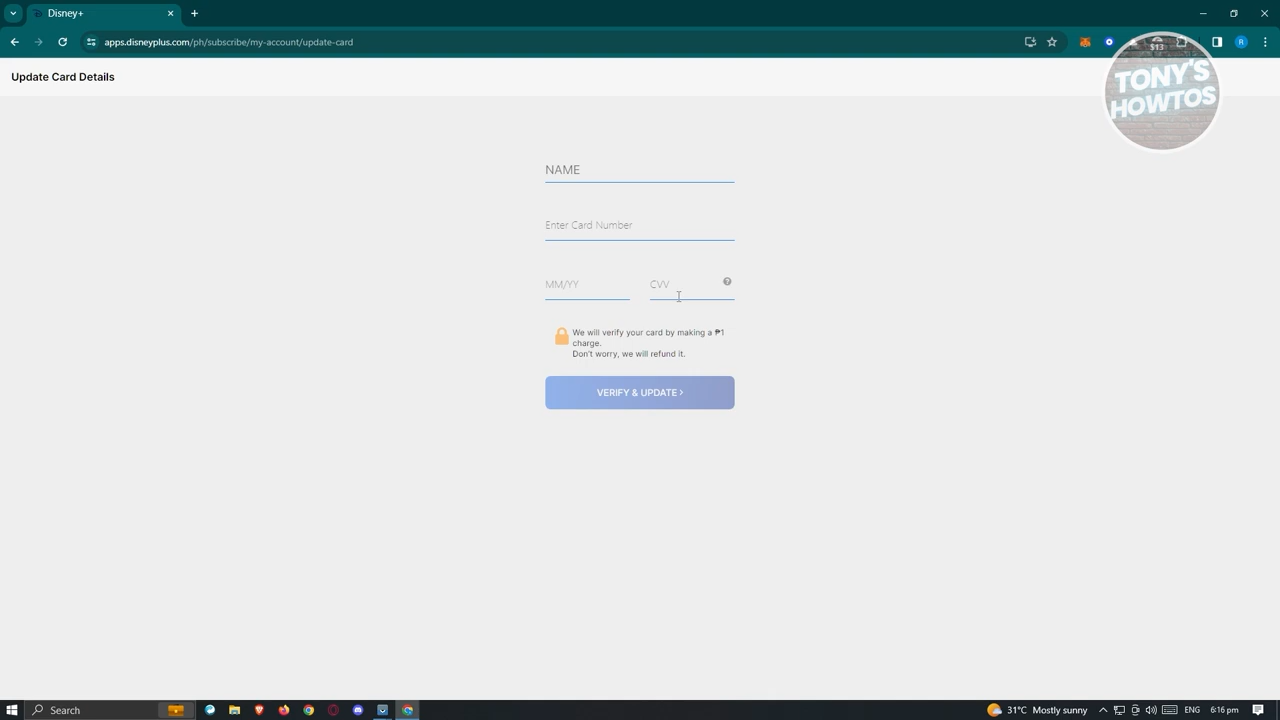 Disney+
apps.disneyplus.com/ph/subscribe/my-account/update-card
$13
R
Update Card Details
TONY'S
HOWTOS
NAME
Enter Card Number
MM/YY
CVV
?
We will verify your card by making a ₱1
charge.
Don't worry, we will refund it.
VERIFY & UPDATE >
Search
31°C Mostly sunny
ENG
6:16 pm